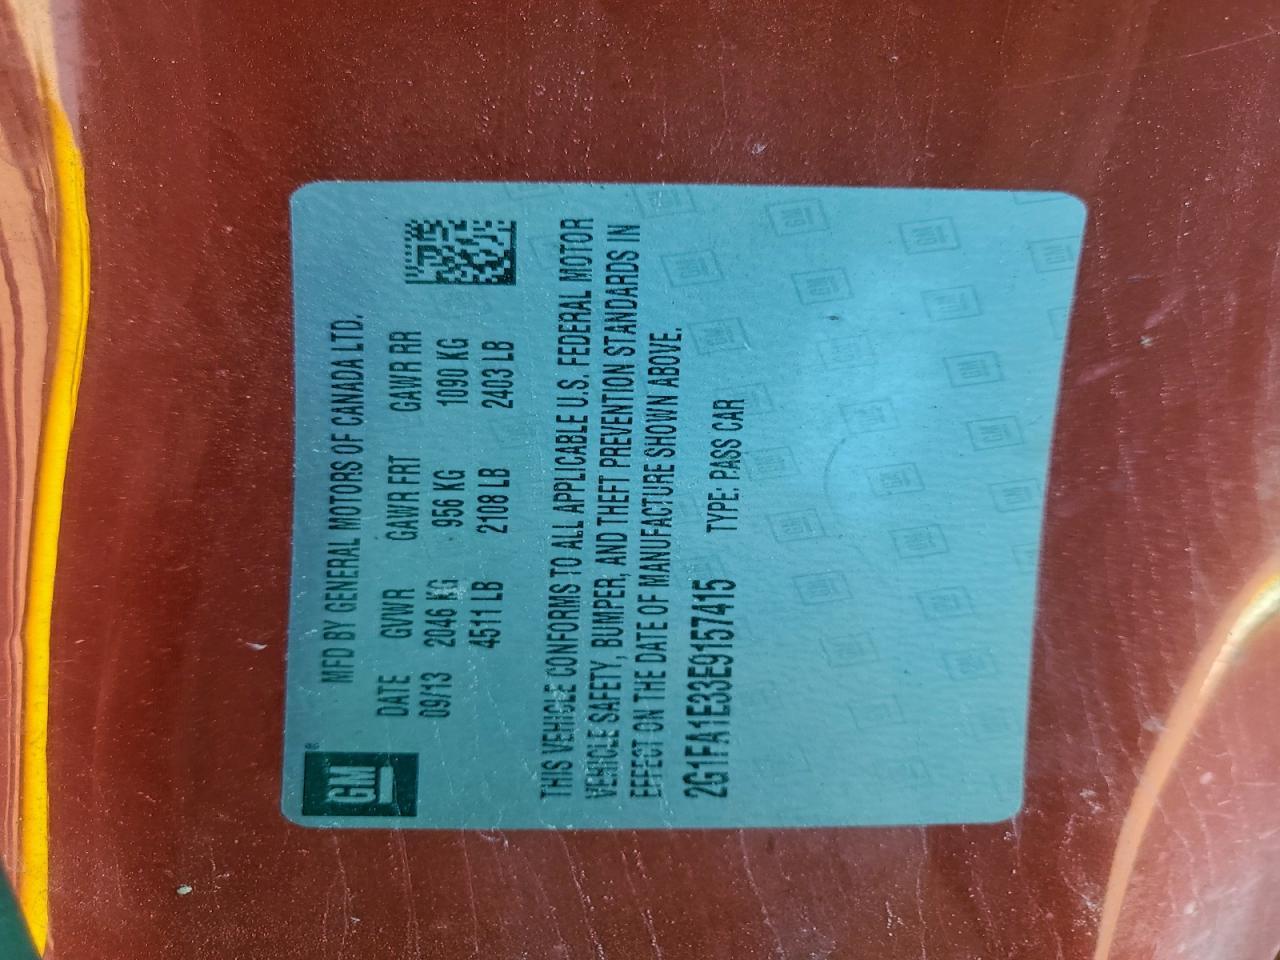 GM®
MFD BY GENERAL MOTORS OF CANADA LTD.
DATE GVWR GAWR FRT GAWR RR
09/13 2046 KG 956 KG 1090 KG
4511 LB 2108 LB 2403 LB
THIS VEHICLE CONFORMS TO ALL APPLICABLE U.S. FEDERAL MOTOR
VEHICLE SAFETY, BUMPER, AND THEFT PREVENTION STANDARDS IN
EFFECT ON THE DATE OF MANUFACTURE SHOWN ABOVE.
2G1FA1E33E9157415 TYPE: PASS CAR